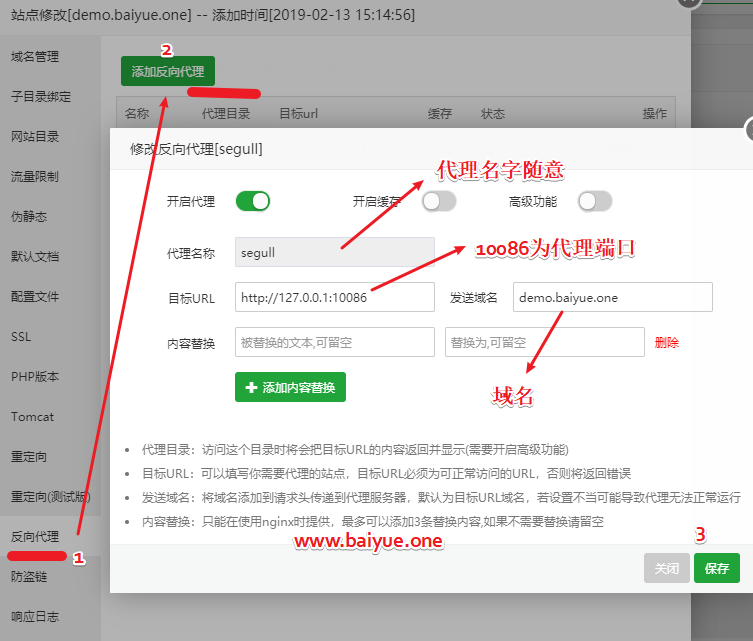 站点修改[demo.baiyue.one] -- 添加时间[2019-02-13 15:14:56]
域名管理
子目录绑定
网站目录
流量限制
伪静态
默认文档
配置文件
SSL
PHP版本
Tomcat
重定向
重定向(测试版)
反向代理
防盗链
响应日志
1
2
添加反向代理
名称 代理目录 目标url 缓存 状态 操作
修改反向代理[segull]
代理名字随意
开启代理 开启缓存 高级功能
代理名称 segull
10086为代理端口
目标URL http://127.0.0.1:10086 发送域名 demo.baiyue.one
内容替换 被替换的文本,可留空 替换为,可留空 删除
添加内容替换
域名
代理目录：访问这个目录时将会把目标URL的内容返回并显示(需要开启高级功能)
目标URL：可以填写你需要代理的站点，目标URL必须为可正常访问的URL，否则将返回错误
发送域名：将域名添加到请求头传递到代理服务器，默认为目标URL域名，若设置不当可能导致代理无法正常运行
内容替换：只能在使用nginx时提供，最多可以添加3条替换内容,如果不需要替换请留空
www.baiyue.one
3
关闭 保存